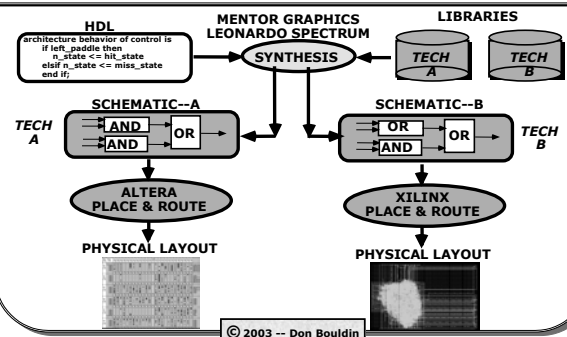 HDL
architecture behavior of control is
if left_paddle then
n_state <= hit_state
elsif n_state <= miss_state
end if;
MENTOR GRAPHICS
LEONARDO SPECTRUM
SYNTHESIS
LIBRARIES
TECH
A
TECH
B
SCHEMATIC--A
TECH
A
AND
AND
OR
SCHEMATIC--B
OR
AND
OR
TECH
B
ALTERA
PLACE & ROUTE
XILINX
PLACE & ROUTE
PHYSICAL LAYOUT
PHYSICAL LAYOUT
© 2003 -- Don Bouldin